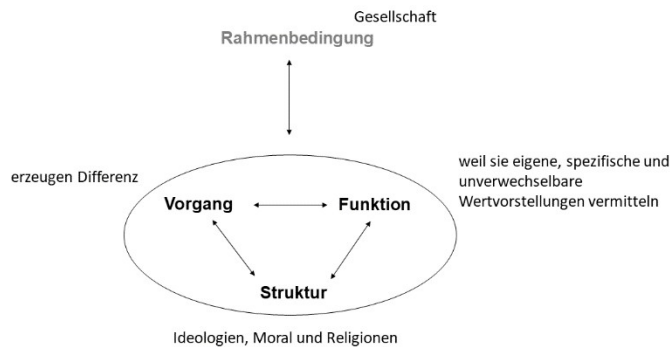 Gesellschaft
Rahmenbedingung
erzeugen Differenz
weil sie eigene, spezifische und
unverwechselbare
Wertvorstellungen vermitteln
Vorgang
Funktion
Struktur
Ideologien, Moral und Religionen